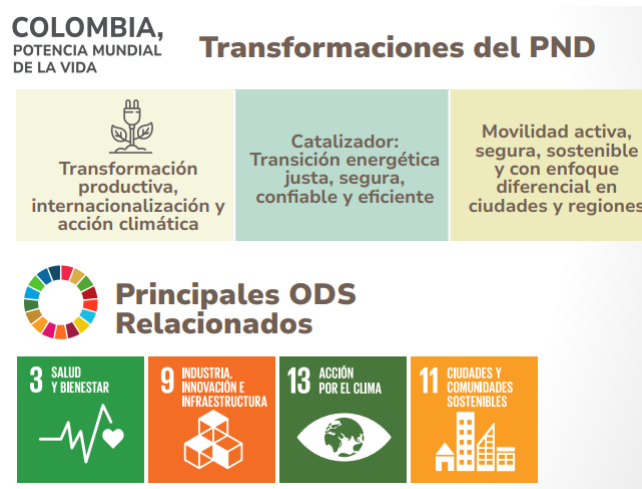 COLOMBIA,
POTENCIA MUNDIAL
DE LA VIDA
Transformaciones del PND
Transformación
productiva,
internacionalización y
acción climática
Catalizador:
Transición energética
justa, segura,
confiable y eficiente
Movilidad activa,
segura, sostenible
y con enfoque
diferencial en
ciudades y regiones
Principales ODS
Relacionados
3 SALUD
Y BIENESTAR
9 INDUSTRIA,
INNOVACIÓN E
INFRAESTRUCTURA
13 ACCIÓN
POR EL CLIMA
11 CIUDADES Y
COMUNIDADES
SOSTENIBLES